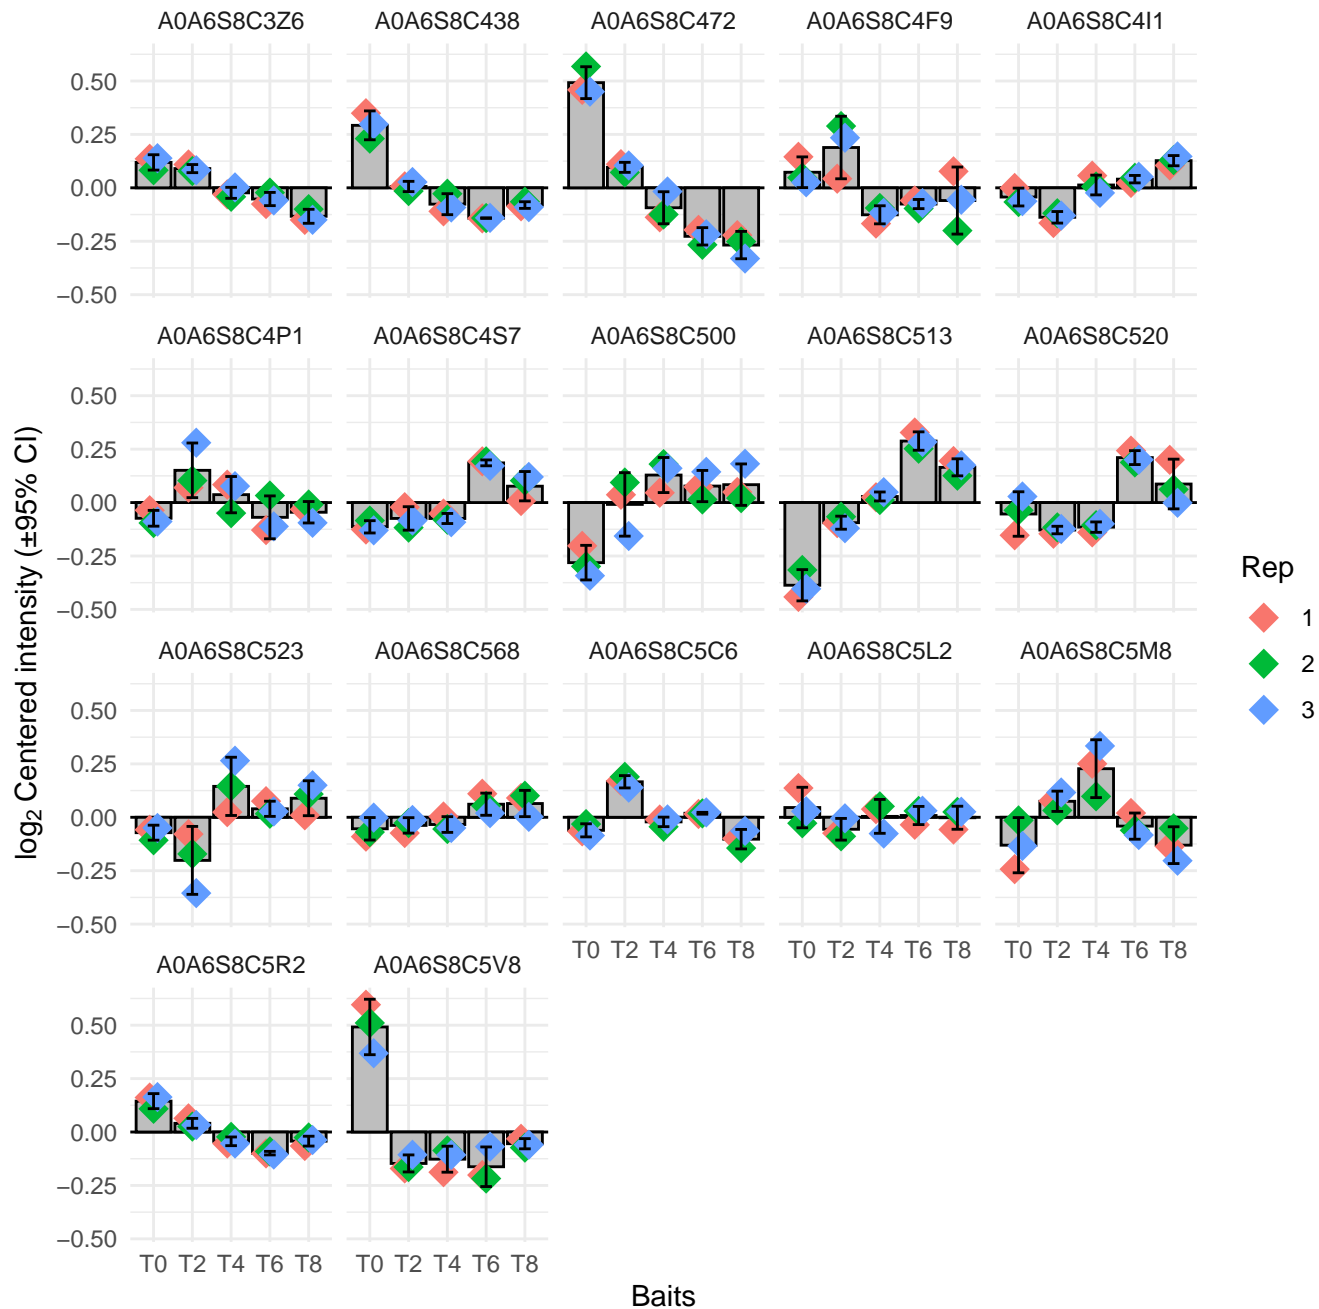 A0A6S8C3Z6 A0A6S8C438 A0A6S8C472 A0A6S8C4F9 A0A6S8C4I1
0.50
0.25
0.00
−0.25
−0.50
A0A6S8C4P1 A0A6S8C4S7 A0A6S8C500 A0A6S8C513 A0A6S8C520
0.50
0.25
0.00
−0.25
−0.50
A0A6S8C523 A0A6S8C568 A0A6S8C5C6 A0A6S8C5L2 A0A6S8C5M8
0.50
0.25
0.00
−0.25
−0.50
T0 T2 T4 T6 T8 T0 T2 T4 T6 T8 T0 T2 T4 T6 T8
A0A6S8C5R2 A0A6S8C5V8
0.50
0.25
0.00
−0.25
−0.50
T0 T2 T4 T6 T8 T0 T2 T4 T6 T8
Baits
log2 Centered intensity (±95% CI)
Rep
1
2
3